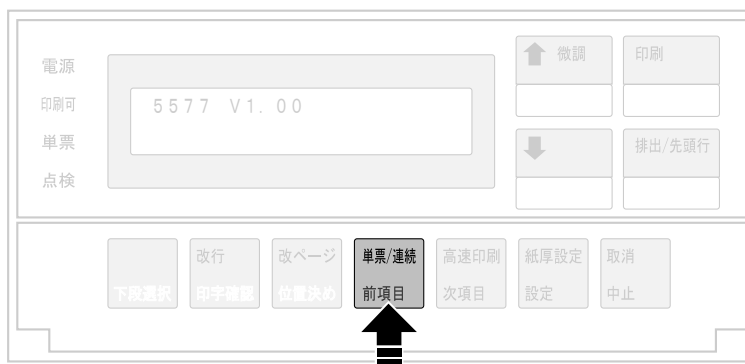 電源
印刷可
単票
点検
5577 V1.00
微調
印刷
排出/先頭行
下段選択
改行
印字確認
改ページ
位置決め
単票/連続
前項目
高速印刷
次項目
紙厚設定
設定
取消
中止